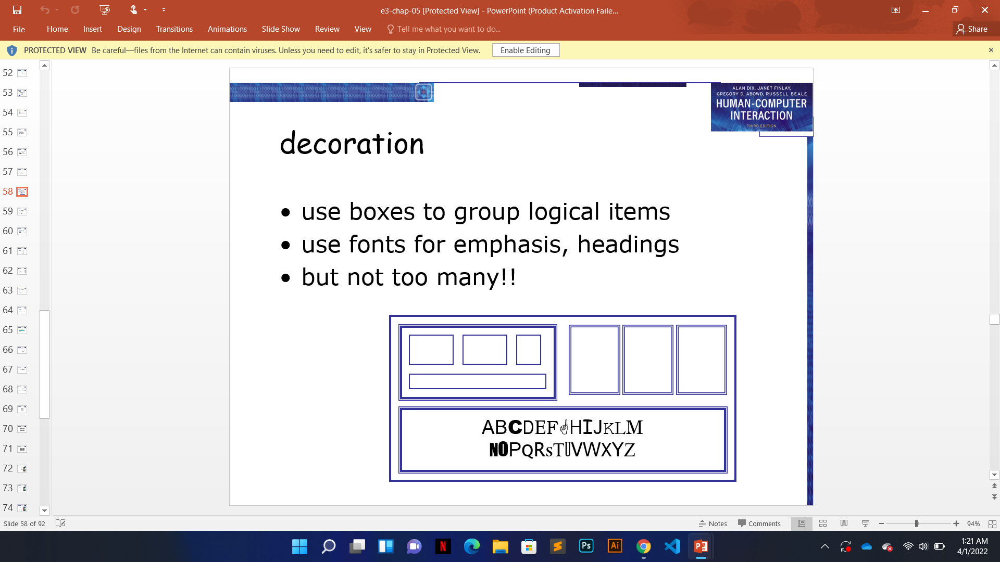 e3-chap-05 [Protected View] - PowerPoint (Product Activation Faile...
File Home Insert Design Transitions Animations Slide Show Review View Tell me what you want to do... Share
PROTECTED VIEW Be careful—files from the Internet can contain viruses. Unless you need to edit, it's safer to stay in Protected View. Enable Editing
52
53
54
55
56
57
58
59
60
61
62
63
64
65
66
67
68
69
70
71
72
73
74
ALAN DIX, JANET FINLAY,
GREGORY D. ABOWD, RUSSELL BEALE
HUMAN-COMPUTER
INTERACTION
THIRD EDITION
decoration
• use boxes to group logical items
• use fonts for emphasis, headings
• but not too many!!
ABCDEF☝HIJKLM
NOPQRSTUVWXYZ
Slide 58 of 92 Notes Comments 94%
N Ps Ai P
1:21 AM
4/1/2022